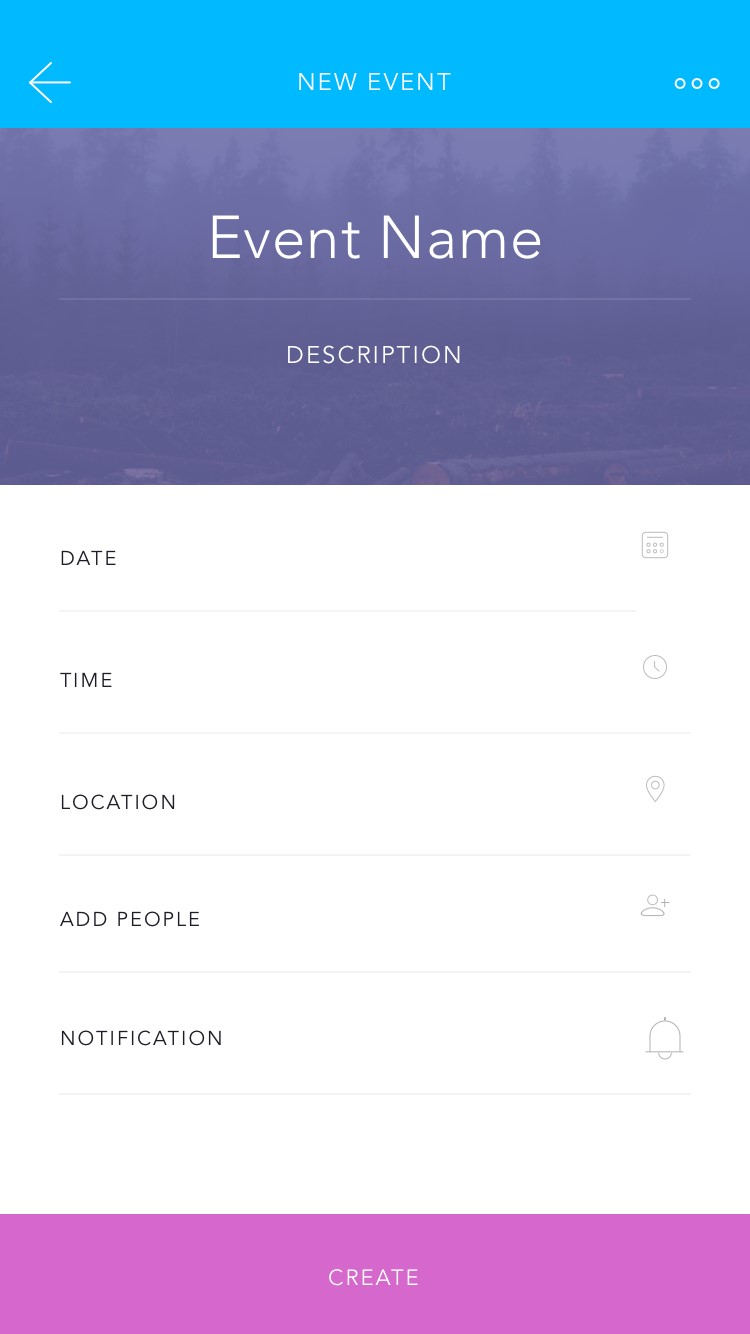 NEW EVENT
Event Name
DESCRIPTION
DATE
TIME
LOCATION
ADD PEOPLE
NOTIFICATION
CREATE